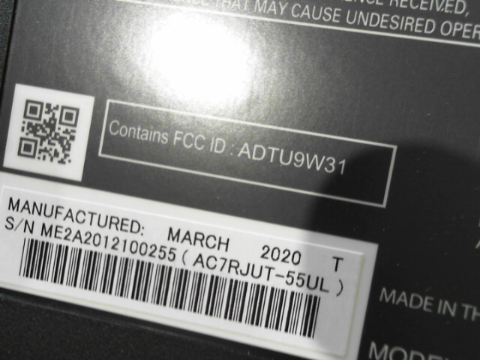 RECEIVED,
THAT MAY CAUSE UNDESIRED OPER
Contains FCC ID : ADTU9W31
MANUFACTURED: MARCH 2020 T
S/N ME2A2012100255 ( AC7RJUT-55UL )
MADE IN TH
MODE